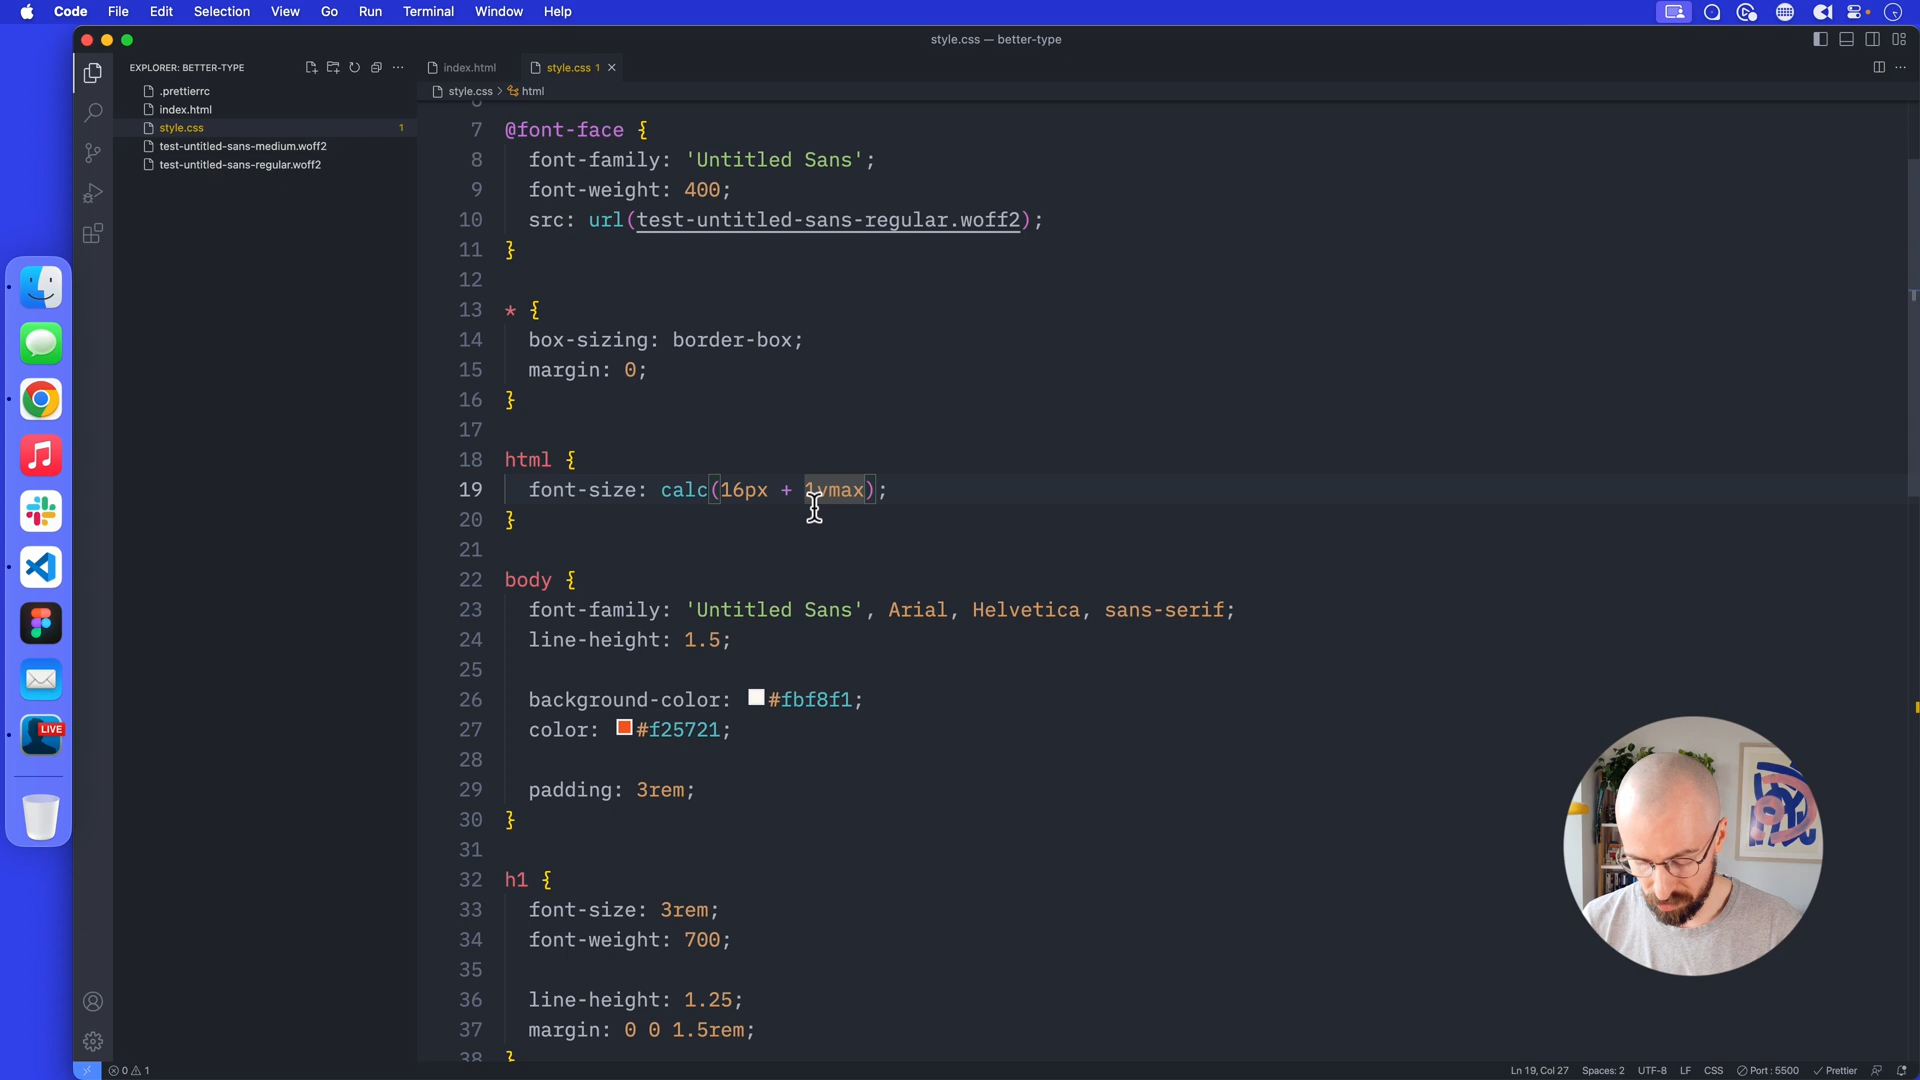 Code File Edit Selection View Go Run Terminal Window Help
style.css — better-type
EXPLORER: BETTER-TYPE
.prettierrc
index.html
style.css 1
test-untitled-sans-medium.woff2
test-untitled-sans-regular.woff2
index.html style.css 1
style.css > html
7 @font-face {
8 font-family: 'Untitled Sans';
9 font-weight: 400;
10 src: url(test-untitled-sans-regular.woff2);
11 }
12
13 * {
14 box-sizing: border-box;
15 margin: 0;
16 }
17
18 html {
19 font-size: calc(16px + 1vmax);
20 }
21
22 body {
23 font-family: 'Untitled Sans', Arial, Helvetica, sans-serif;
24 line-height: 1.5;
25
26 background-color: #fbf8f1;
27 color: #f25721;
28
29 padding: 3rem;
30 }
31
32 h1 {
33 font-size: 3rem;
34 font-weight: 700;
35
36 line-height: 1.25;
37 margin: 0 0 1.5rem;
38 }
LIVE
0 1
Ln 19, Col 27 Spaces: 2 UTF-8 LF CSS Port : 5500 Prettier